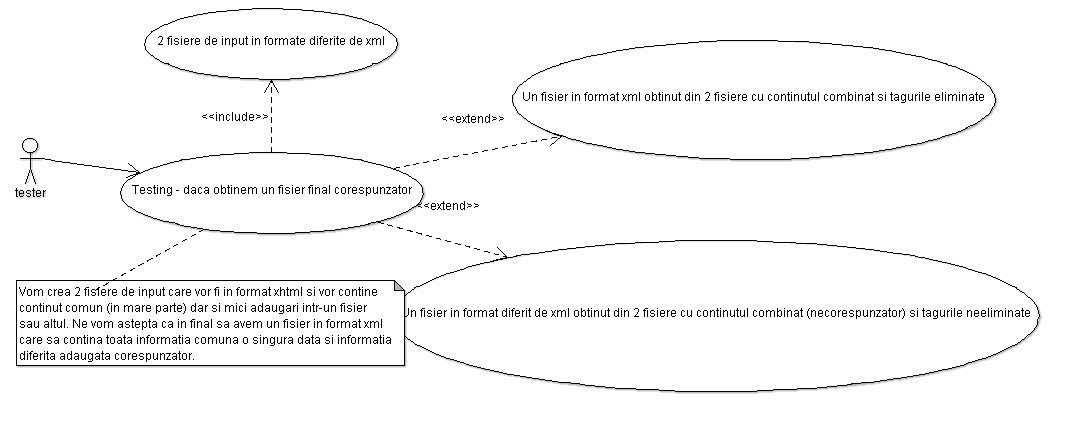 2 fisiere de input in formate diferite de xml
Un fisier in format xml obtinut din 2 fisiere cu continutul combinat si tagurile eliminate
<<include>>
<<extend>>
tester
Testing - daca obtinem un fisier final corespunzator
<<extend>>
Vom crea 2 fisiere de input care vor fi in format xhtml si vor contine
continut comun (in mare parte) dar si mici adaugari intr-un fisier
sau altul. Ne vom astepta ca in final sa avem un fisier in format xml
care sa contina toata informatia comuna o singura data si informatia
diferita adaugata corespunzator.
Un fisier in format diferit de xml obtinut din 2 fisiere cu continutul combinat (necorespunzator) si tagurile neeliminate